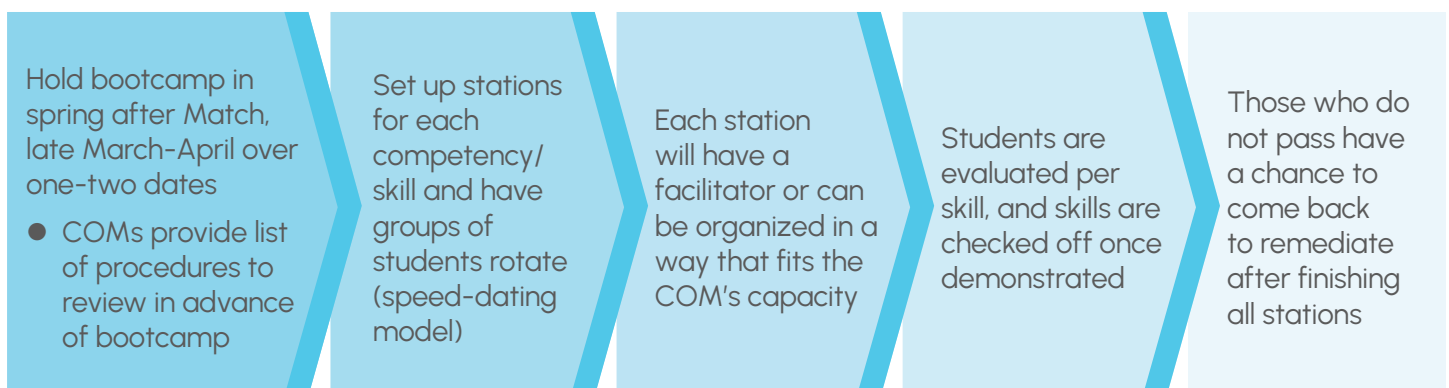 Hold bootcamp in
spring after Match,
late March-April over
one-two dates
● COMs provide list
of procedures to
review in advance
of bootcamp
Set up stations
for each
competency/
skill and have
groups of
students rotate
(speed-dating
model)
Each station
will have a
facilitator or can
be organized in a
way that fits the
COM's capacity
Students are
evaluated per
skill, and skills are
checked off once
demonstrated
Those who do
not pass have
a chance to
come back
to remediate
after finishing
all stations